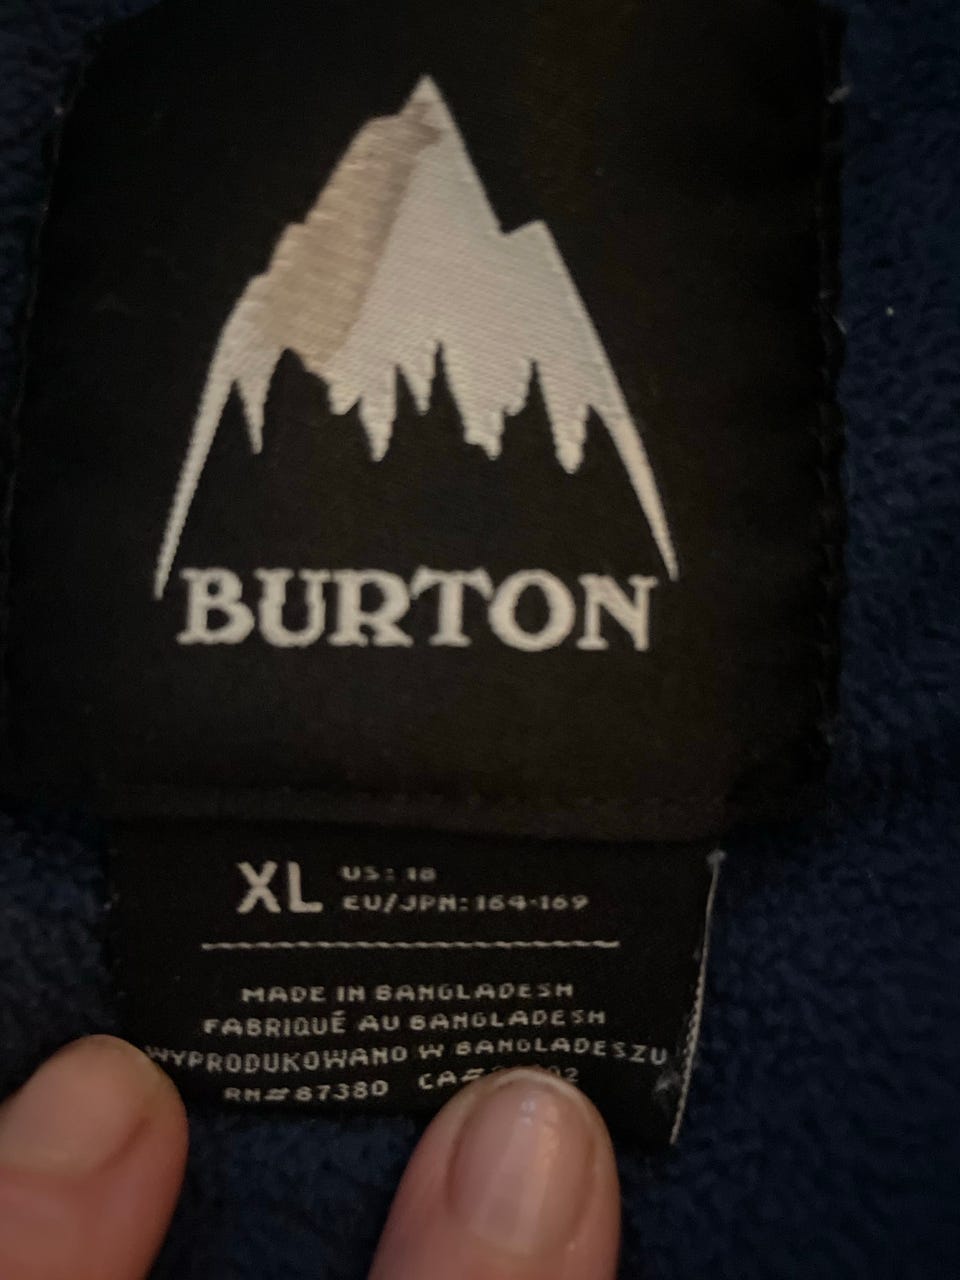 BURTON
XL US: 18
EU/JPN: 164-169
MADE IN BANGLADESH
FABRIQUÉ AU BANGLADESH
WYPRODUKOWANO W BANGLADESZU
RN# 87380